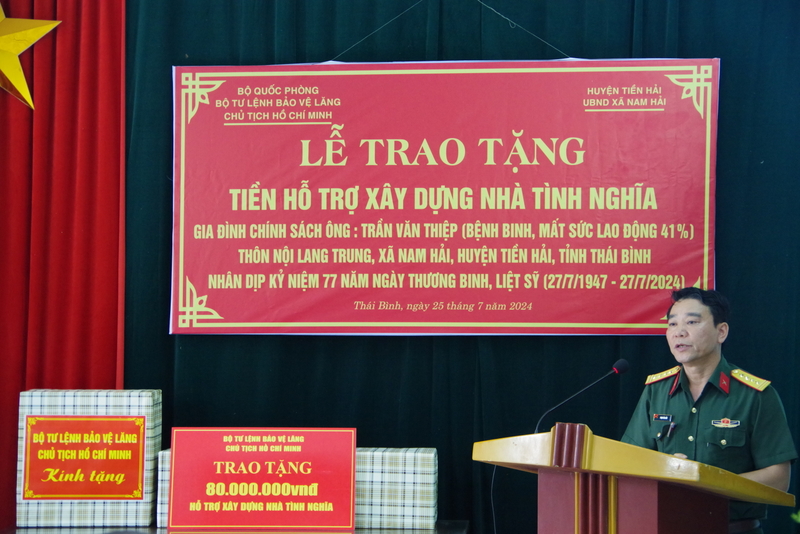 BỘ QUỐC PHÒNG
BỘ TƯ LỆNH BẢO VỆ LĂNG
CHỦ TỊCH HỒ CHÍ MINH
HUYỆN TIỀN HẢI
UBND XÃ NAM HẢI
LỄ TRAO TẶNG
TIỀN HỖ TRỢ XÂY DỰNG NHÀ TÌNH NGHĨA
GIA ĐÌNH CHÍNH SÁCH ÔNG : TRẦN VĂN THIỆP (BỆNH BINH, MẤT SỨC LAO ĐỘNG 41%)
THÔN NỘI LANG TRUNG, XÃ NAM HẢI, HUYỆN TIỀN HẢI, TỈNH THÁI BÌNH
NHÂN DỊP KỶ NIỆM 77 NĂM NGÀY THƯƠNG BINH, LIỆT SỸ (27/7/1947 - 27/7/2024)
Thái Bình, ngày 25 tháng 7 năm 2024
BỘ TƯ LỆNH BẢO VỆ LĂNG
CHỦ TỊCH HỒ CHÍ MINH
Kính tặng
BỘ TƯ LỆNH BẢO VỆ LĂNG
CHỦ TỊCH HỒ CHÍ MINH
TRAO TẶNG
80.000.000vnđ
HỖ TRỢ XÂY DỰNG NHÀ TÌNH NGHĨA